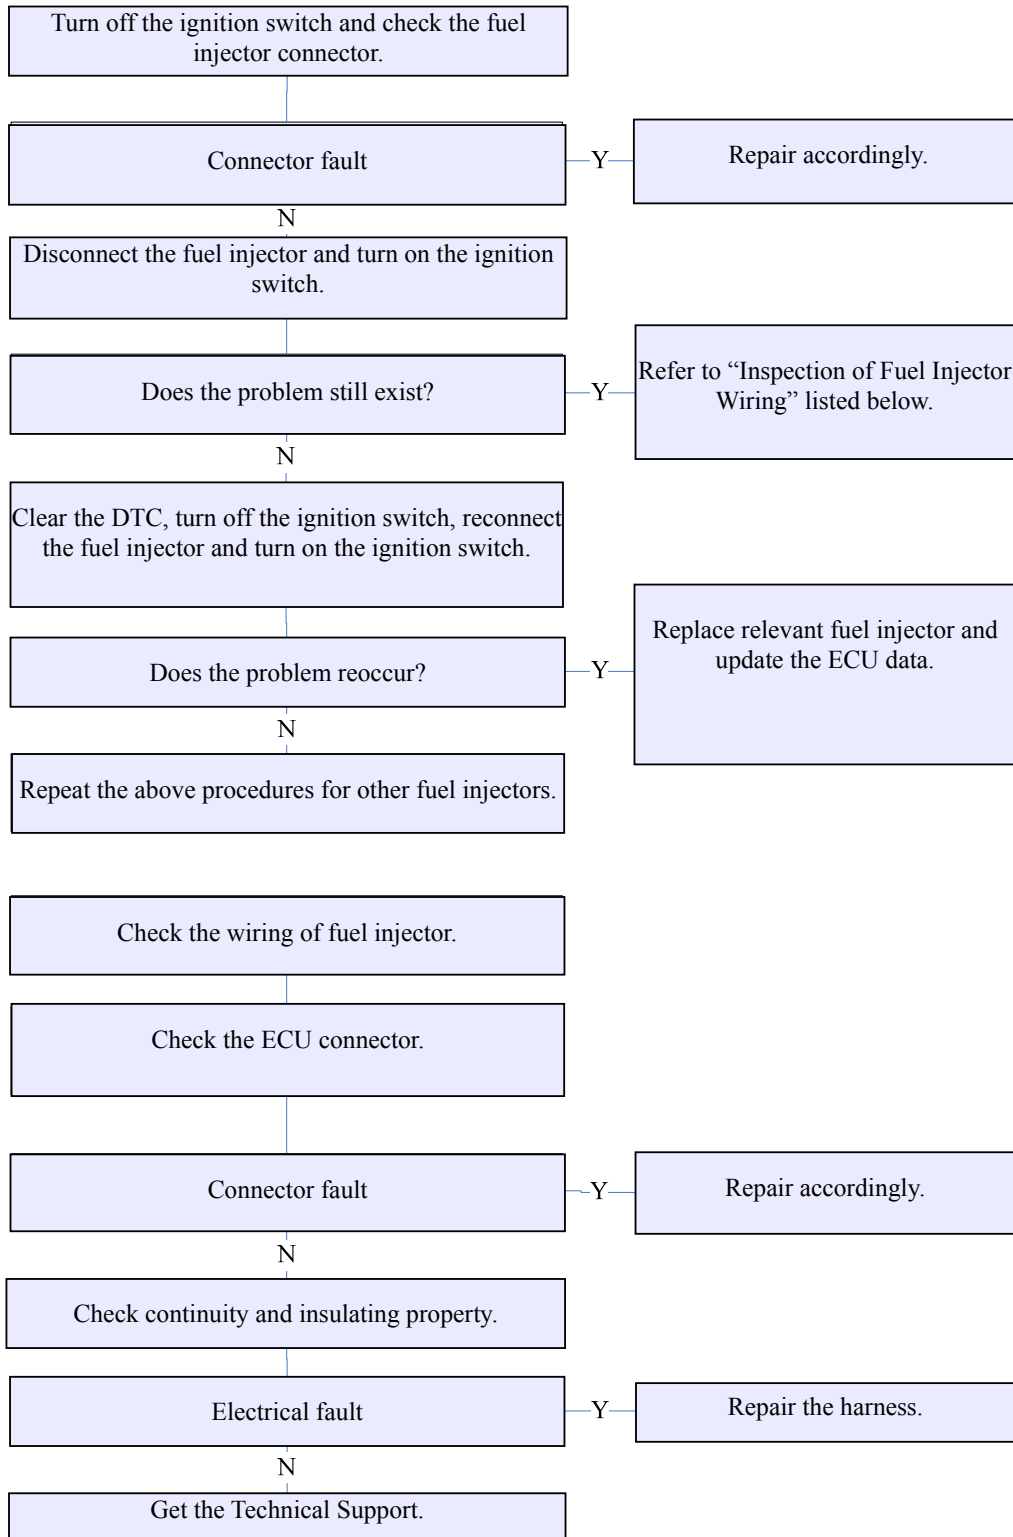 Turn off the ignition switch and check the fuel
injector connector.
Connector fault
Y
Repair accordingly.
N
Disconnect the fuel injector and turn on the ignition
switch.
Does the problem still exist?
Y
Refer to “Inspection of Fuel Injector
Wiring” listed below.
N
Clear the DTC, turn off the ignition switch, reconnect
the fuel injector and turn on the ignition switch.
Does the problem reoccur?
Y
Replace relevant fuel injector and
update the ECU data.
N
Repeat the above procedures for other fuel injectors.
Check the wiring of fuel injector.
Check the ECU connector.
Connector fault
Y
Repair accordingly.
N
Check continuity and insulating property.
Electrical fault
Y
Repair the harness.
N
Get the Technical Support.